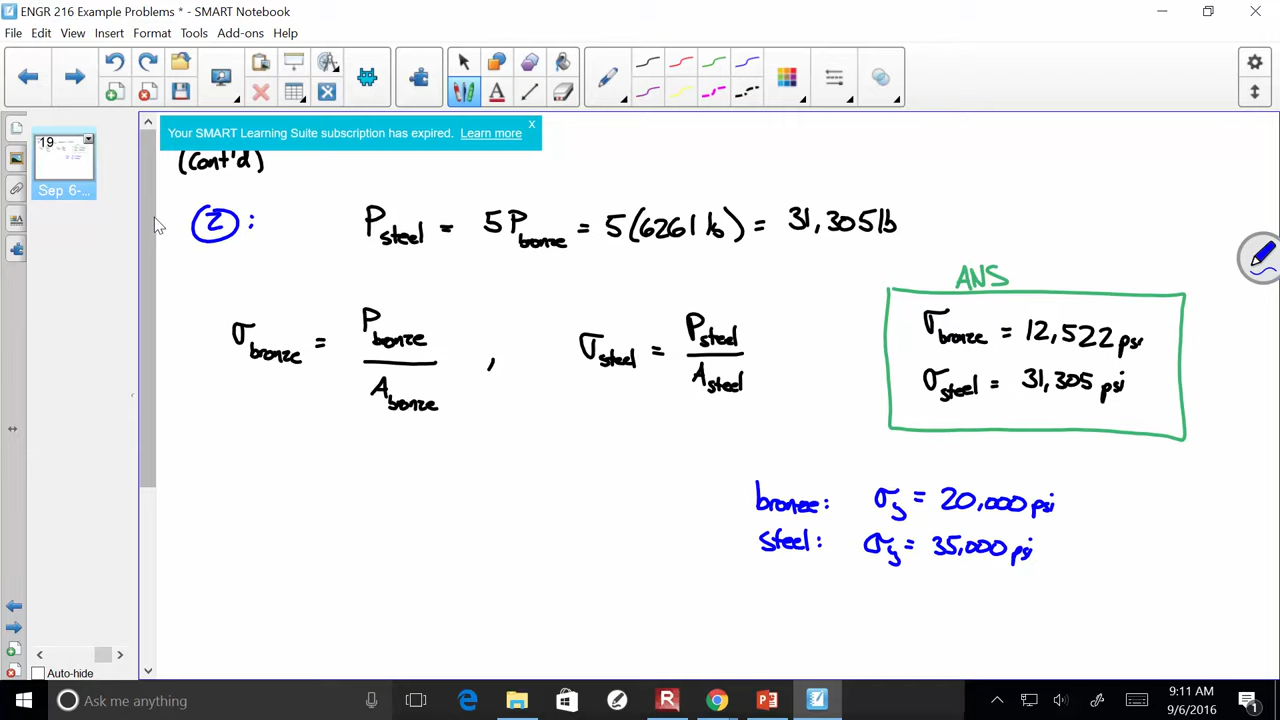 ENGR 216 Example Problems * - SMART Notebook
File Edit View Insert Format Tools Add-ons Help
Your SMART Learning Suite subscription has expired. Learn more x
19
Sep 6-...
(Cont'd)
2 : P steel = 5 P bronze = 5(6261 lb) = 31,305 lb
ANS
σ bronze = P bronze / A bronze , σ steel = P steel / A steel
σ bronze = 12,522 psi
σ steel = 31,305 psi
bronze: σ y = 20,000 psi
steel: σ y = 35,000 psi
Auto-hide
Ask me anything
9:11 AM
9/6/2016
1